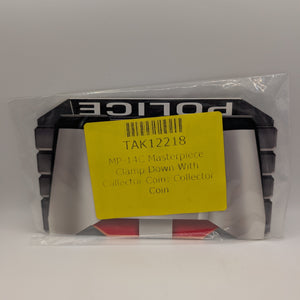 POLICE
TAK12218
MP-14C Masterpiece
Clamp Down With
Collector Coin/ Collector
Coin